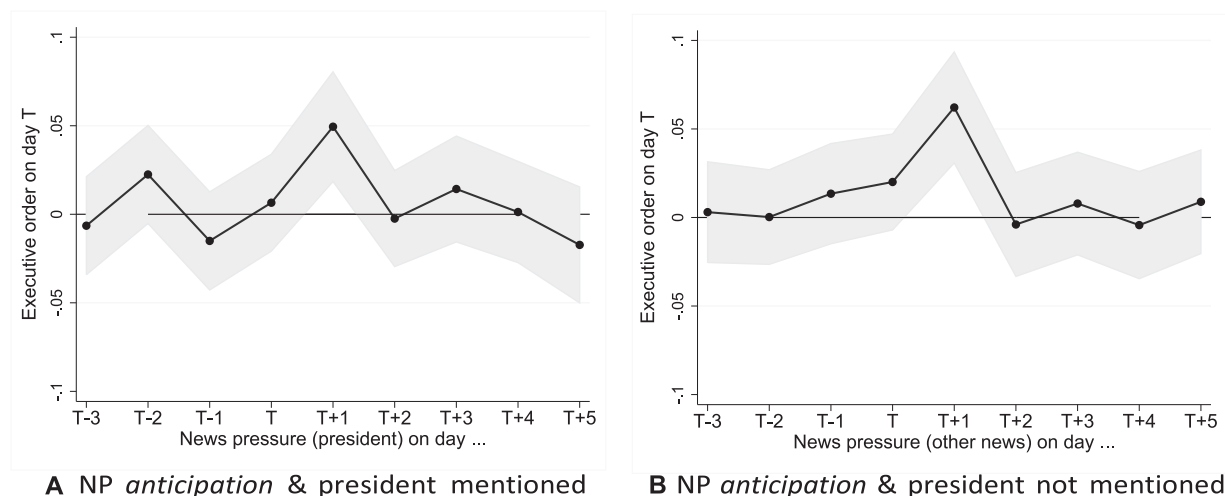 .1
.05
0
-.05
-.1
Executive order on day T
T-3 T-2 T-1 T T+1 T+2 T+3 T+4 T+5
News pressure (president) on day ...
A NP anticipation & president mentioned
.1
.05
0
-.05
-.1
Executive order on day T
T-3 T-2 T-1 T T+1 T+2 T+3 T+4 T+5
News pressure (other news) on day ...
B NP anticipation & president not mentioned